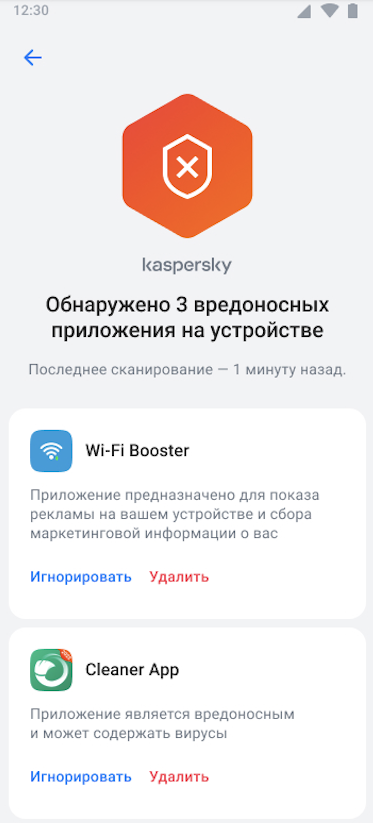 12:30
kaspersky
Обнаружено 3 вредоносных
приложения на устройстве
Последнее сканирование — 1 минуту назад.
Wi-Fi Booster
Приложение предназначено для показа
рекламы на вашем устройстве и сбора
маркетинговой информации о вас
Игнорировать Удалить
Cleaner App
Приложение является вредоносным
и может содержать вирусы
Игнорировать Удалить